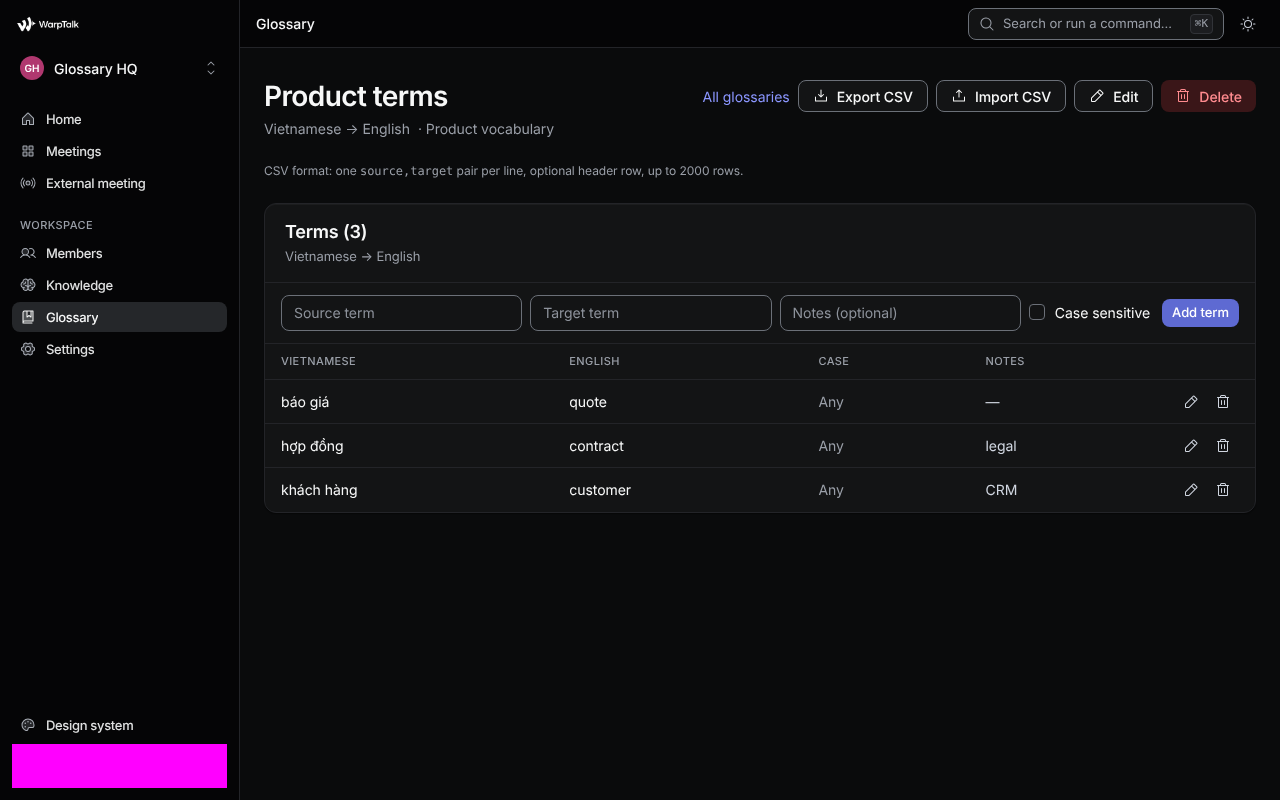 WarpTalk
Glossary
Search or run a command... ⌘K
GH Glossary HQ
Home
Meetings
External meeting
WORKSPACE
Members
Knowledge
Glossary
Settings
Design system
Product terms
All glossaries
Export CSV
Import CSV
Edit
Delete
Vietnamese → English · Product vocabulary
CSV format: one source,target pair per line, optional header row, up to 2000 rows.
Terms (3)
Vietnamese → English
Source term
Target term
Notes (optional)
Case sensitive
Add term
VIETNAMESE ENGLISH CASE NOTES
báo giá quote Any —
hợp đồng contract Any legal
khách hàng customer Any CRM